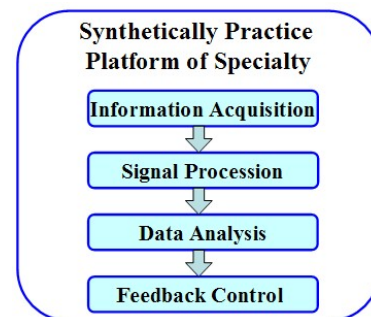 Synthetically Practice
Platform of Specialty
Information Acquisition
Signal Procession
Data Analysis
Feedback Control